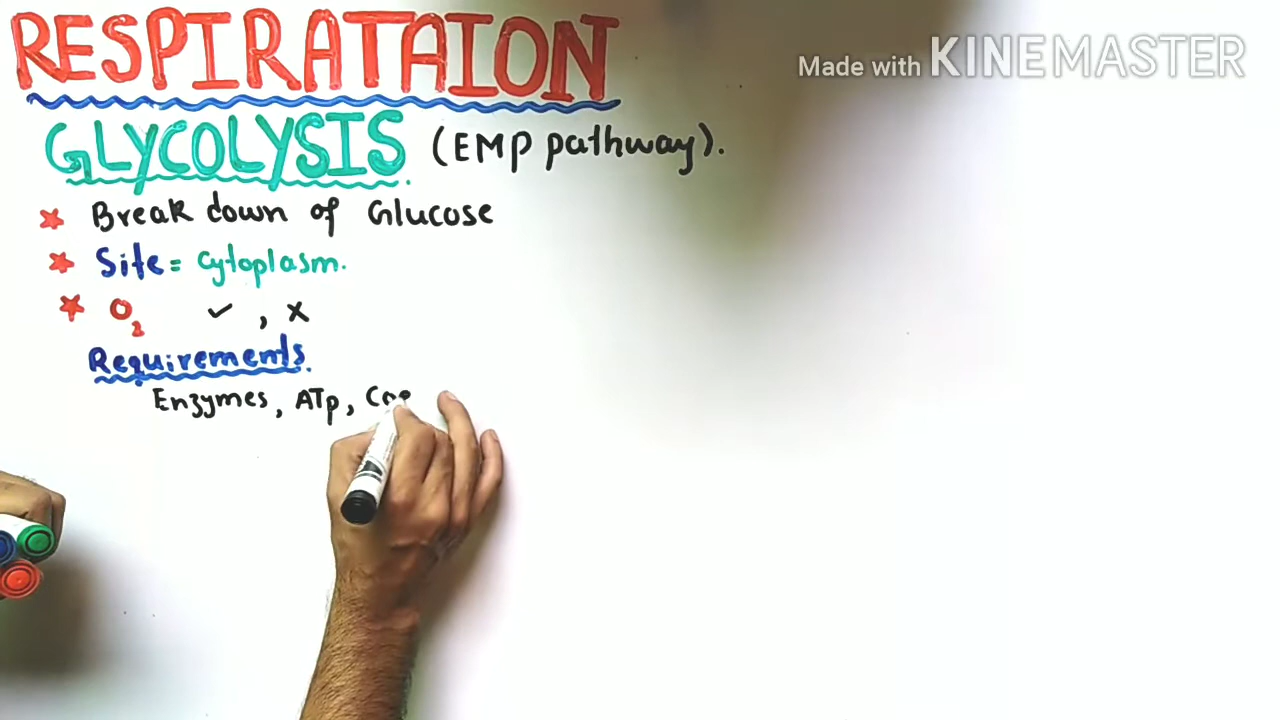 RESPIRATAION
Made with KINEMASTER
GLYCOLYSIS (EMP pathway).
Break down of Glucose
Site = Cytoplasm.
O2 ✓, X
Requirements.
Enzymes, ATp,